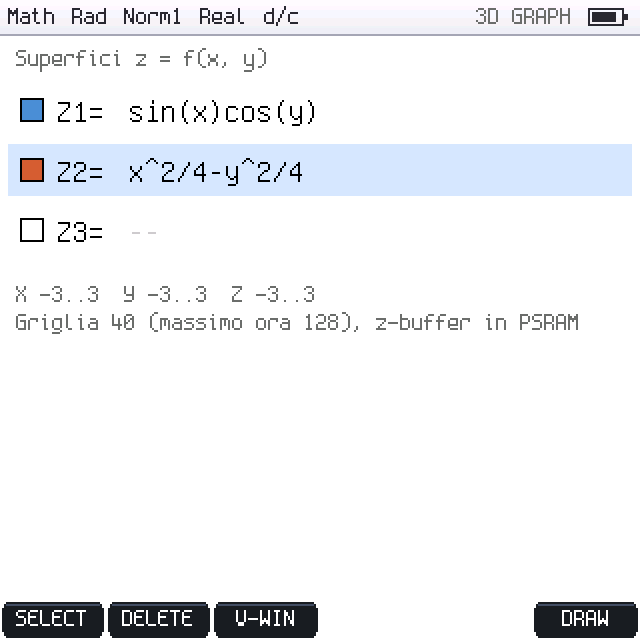 Math Rad Norm1 Real d/c 3D GRAPH
Superfici z = f(x, y)
Z1= sin(x)cos(y)
Z2= x^2/4-y^2/4
Z3= --
X -3..3 Y -3..3 Z -3..3
Griglia 40 (massimo ora 128), z-buffer in PSRAM
SELECT DELETE V-WIN DRAW